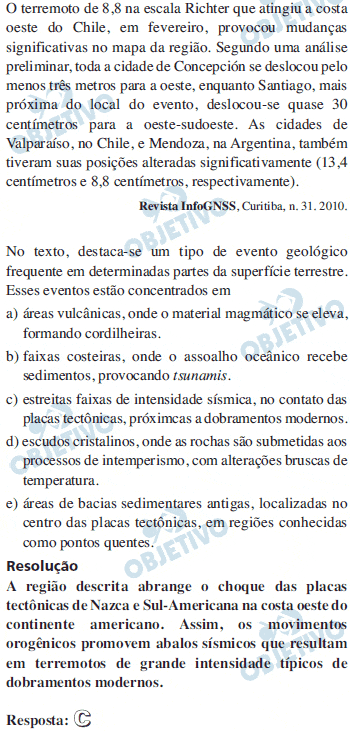 O terremoto de 8,8 na escala Richter que atingiu a costa
oeste do Chile, em fevereiro, provocou mudanças
significativas no mapa da região. Segundo uma análise
preliminar, toda a cidade de Concepción se deslocou pelo
menos três metros para a oeste, enquanto Santiago, mais
próxima do local do evento, deslocou-se quase 30
centímetros para a oeste-sudoeste. As cidades de
Valparaíso, no Chile, e Mendoza, na Argentina, também
tiveram suas posições alteradas significativamente (13,4
centímetros e 8,8 centímetros, respectivamente).
Revista InfoGNSS, Curitiba, n. 31. 2010.
No texto, destaca-se um tipo de evento geológico
frequente em determinadas partes da superfície terrestre.
Esses eventos estão concentrados em
a) áreas vulcânicas, onde o material magmático se eleva,
formando cordilheiras.
b) faixas costeiras, onde o assoalho oceânico recebe
sedimentos, provocando tsunamis.
c) estreitas faixas de intensidade sísmica, no contato das
placas tectônicas, próximcas a dobramentos modernos.
d) escudos cristalinos, onde as rochas são submetidas aos
processos de intemperismo, com alterações bruscas de
temperatura.
e) áreas de bacias sedimentares antigas, localizadas no
centro das placas tectônicas, em regiões conhecidas
como pontos quentes.
Resolução
A região descrita abrange o choque das placas
tectônicas de Nazca e Sul-Americana na costa oeste do
continente americano. Assim, os movimentos
orogênicos promovem abalos sísmicos que resultam
em terremotos de grande intensidade típicos de
dobramentos modernos.
Resposta: C
OBJETIVO
OBJETIVO
OBJETIVO
OBJETIVO
OBJETIVO
OBJETIVO
OBJETIVO